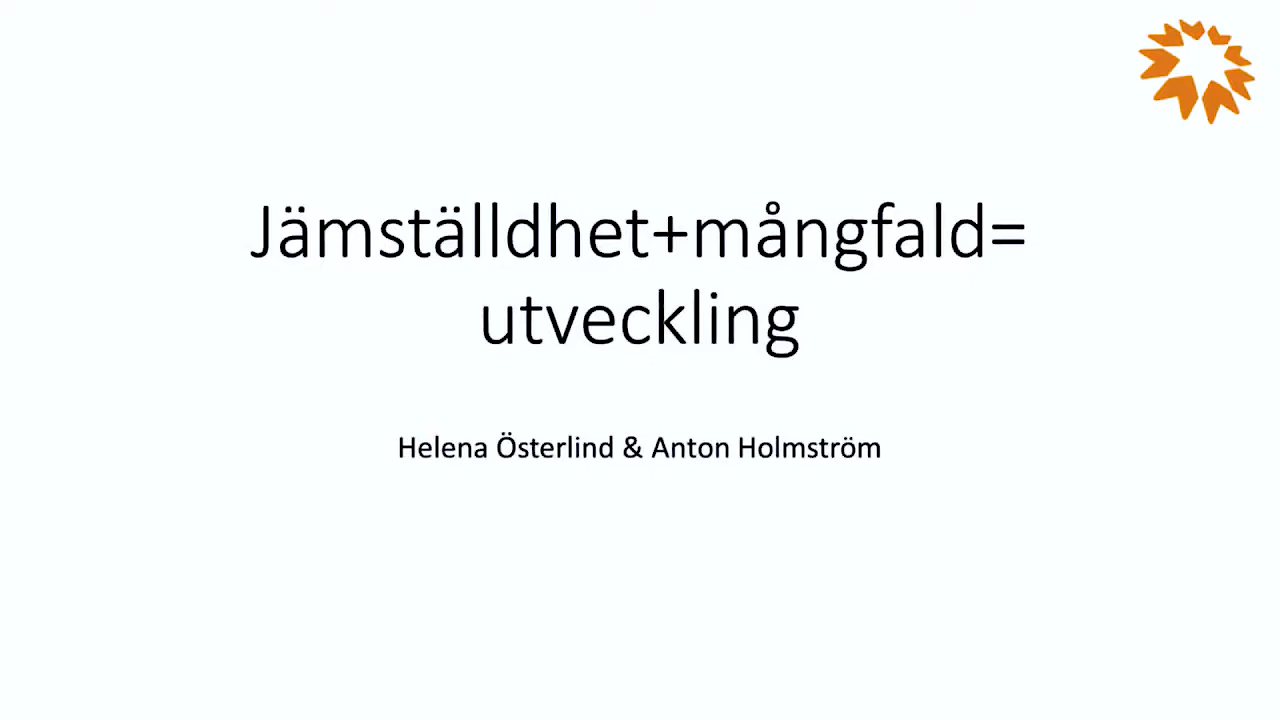 Jämställdhet+mångfald=
utveckling
Helena Österlind & Anton Holmström